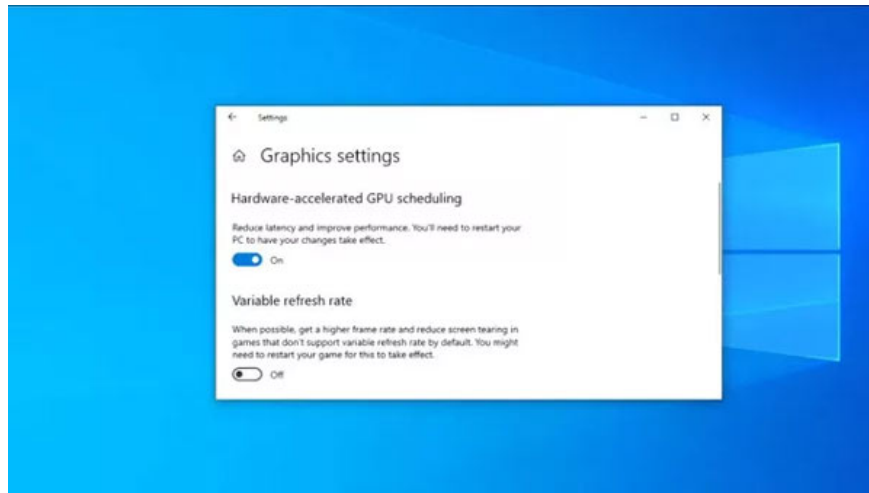 Settings
Graphics settings
Hardware-accelerated GPU scheduling
Reduce latency and improve performance. You'll need to restart your
PC to have your changes take effect.
On
Variable refresh rate
When possible, get a higher frame rate and reduce screen tearing in
games that don't support variable refresh rate by default. You might
need to restart your game for this to take effect.
Off